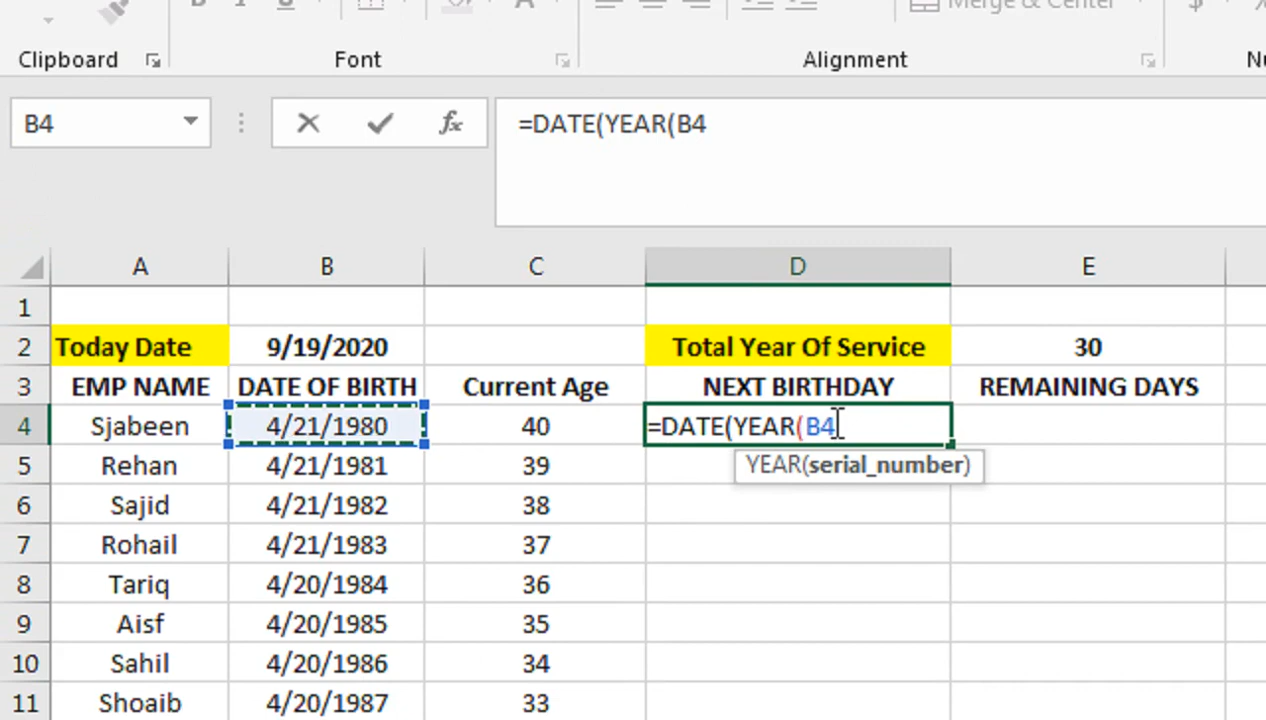 Merge & Center
$
Clipboard Font Alignment
B4 fx =DATE(YEAR(B4
A B C D E
1
2 Today Date 9/19/2020 Total Year Of Service 30
3 EMP NAME DATE OF BIRTH Current Age NEXT BIRTHDAY REMAINING DAYS
4 Sjabeen 4/21/1980 40 =DATE(YEAR(B4
YEAR(serial_number)
5 Rehan 4/21/1981 39
6 Sajid 4/21/1982 38
7 Rohail 4/21/1983 37
8 Tariq 4/20/1984 36
9 Aisf 4/20/1985 35
10 Sahil 4/20/1986 34
11 Shoaib 4/20/1987 33